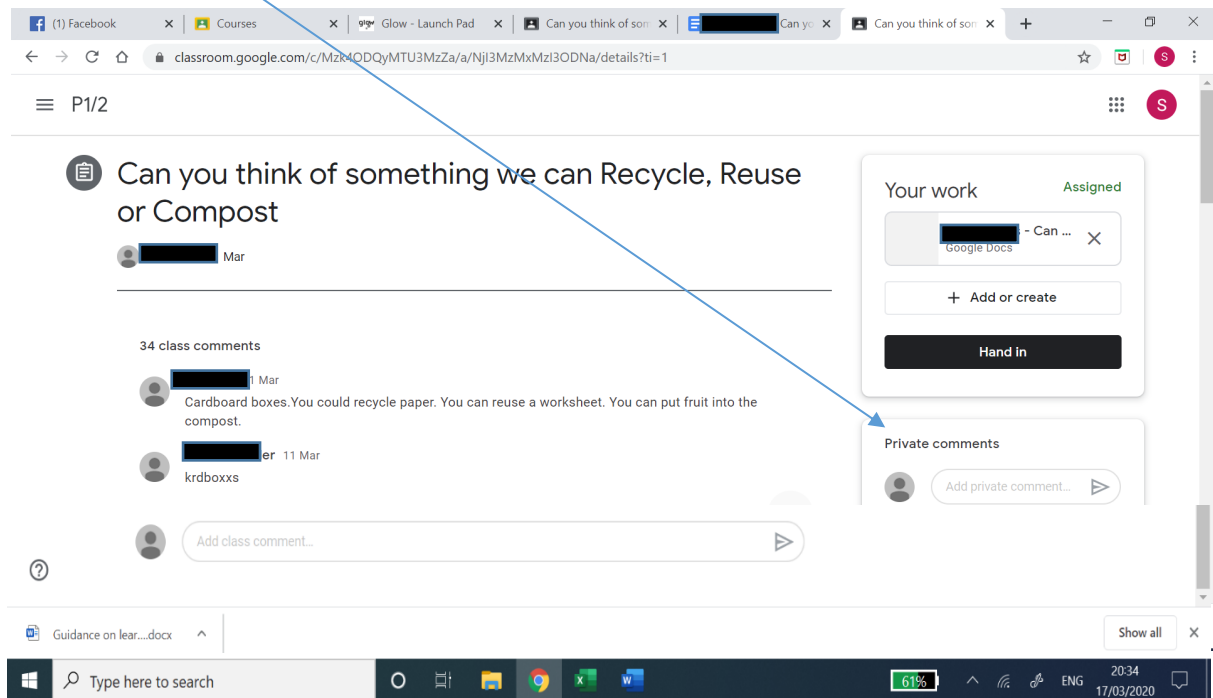 (1) Facebook
Courses
Glow - Launch Pad
Can you think of som
Can yo
Can you think of som
classroom.google.com/c/Mzk4ODQyMTU3MzZa/a/NjI3MzMxMzI3ODNa/details?ti=1
S
P1/2
S
Can you think of something we can Recycle, Reuse
or Compost
Mar
34 class comments
1 Mar
Cardboard boxes.You could recycle paper. You can reuse a worksheet. You can put fruit into the
compost.
er 11 Mar
krdboxxs
Add class comment...
Your work
Assigned
- Can ...
Google Docs
+ Add or create
Hand in
Private comments
Add private comment...
Guidance on lear....docx
Show all
Type here to search
61%
ENG
20:34
17/03/2020